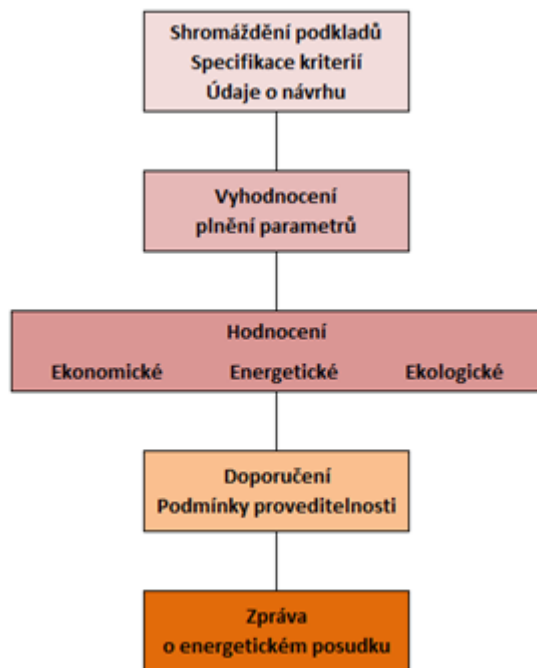 Shromáždění podkladů
Specifikace kriterií
Údaje o návrhu
Vyhodnocení
plnění parametrů
Hodnocení
Ekonomické Energetické Ekologické
Doporučení
Podmínky proveditelnosti
Zpráva
o energetickém posudku